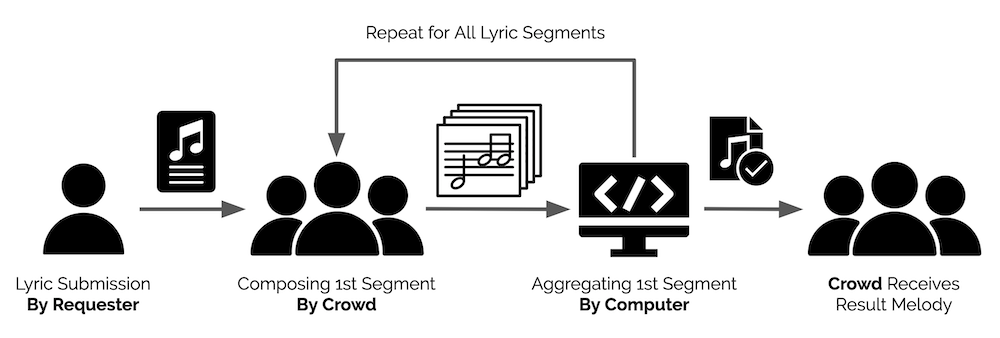 Repeat for All Lyric Segments
Lyric Submission
By Requester
Composing 1st Segment
By Crowd
Aggregating 1st Segment
By Computer
Crowd Receives
Result Melody